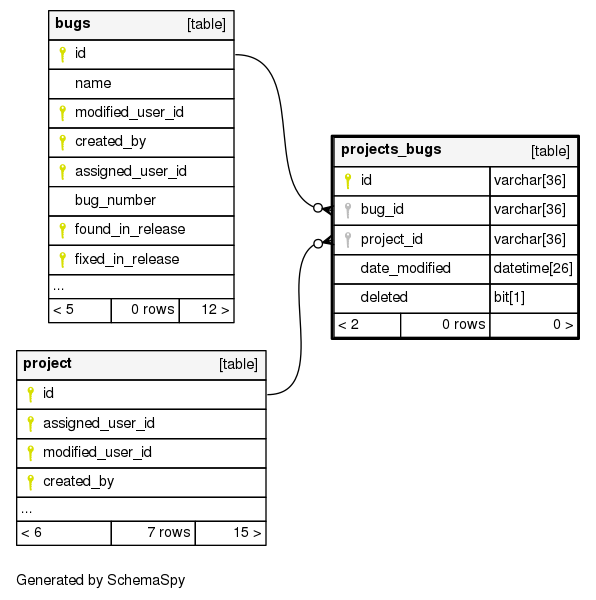 bugs [table]
id
name
modified_user_id
created_by
assigned_user_id
bug_number
found_in_release
fixed_in_release
...
< 5 0 rows 12 >
projects_bugs [table]
id varchar[36]
bug_id varchar[36]
project_id varchar[36]
date_modified datetime[26]
deleted bit[1]
< 2 0 rows 0 >
project [table]
id
assigned_user_id
modified_user_id
created_by
...
< 6 7 rows 15 >
Generated by SchemaSpy